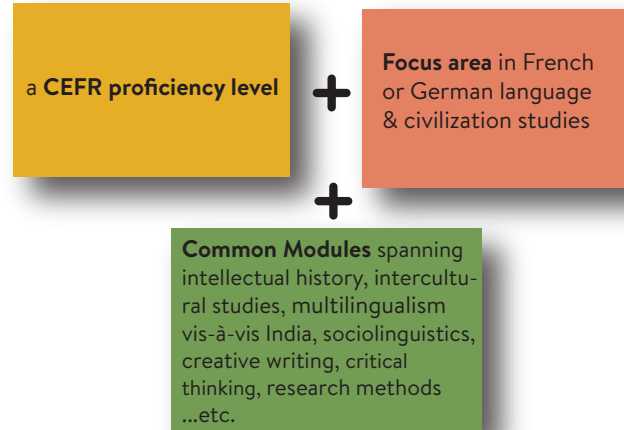 a CEFR proficiency level
+
Focus area in French
or German language
& civilization studies
+
Common Modules spanning
intellectual history, intercultu-
ral studies, multilingualism
vis-à-vis India, sociolinguistics,
creative writing, critical
thinking, research methods
...etc.